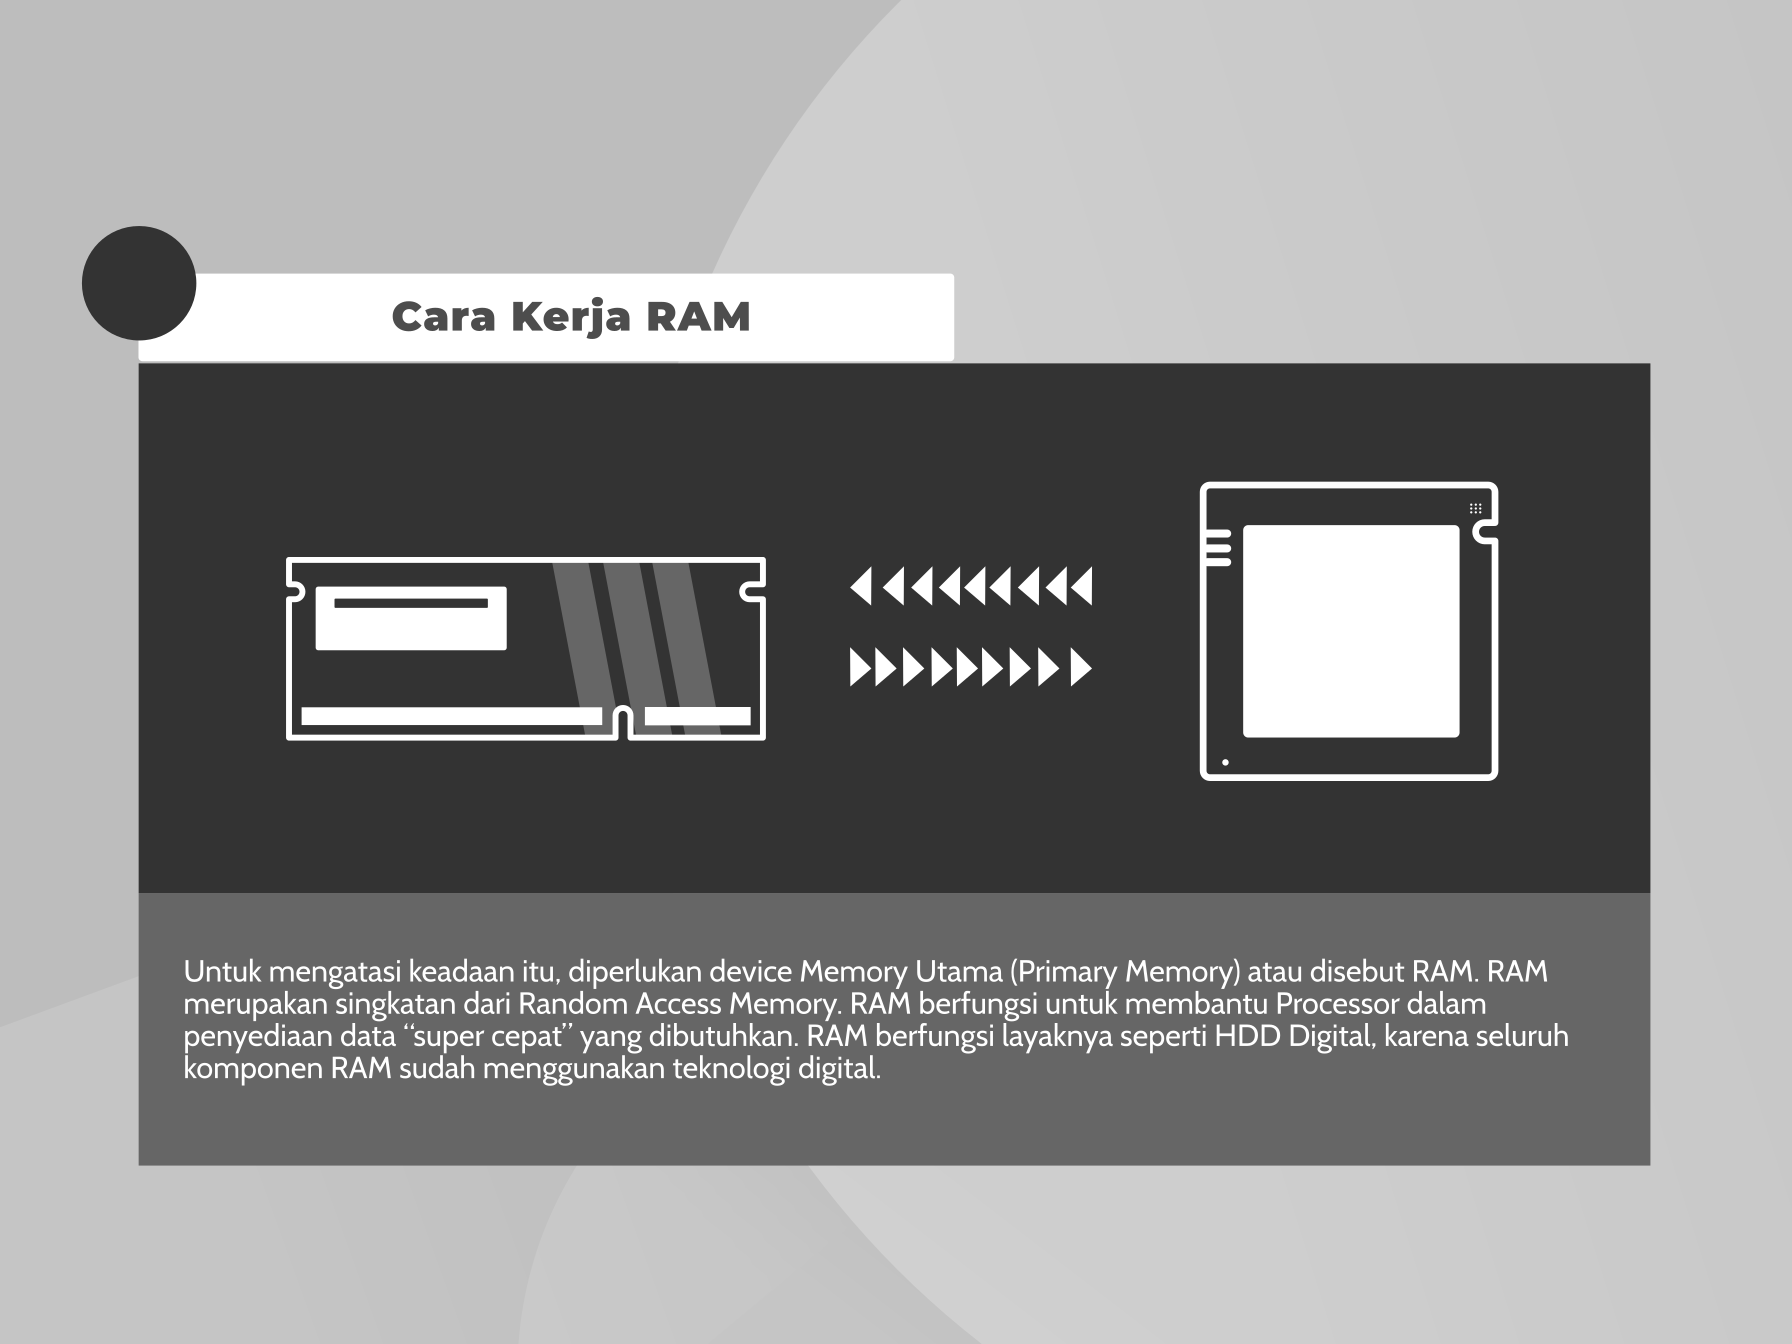 Cara Kerja RAM
Untuk mengatasi keadaan itu, diperlukan device Memory Utama (Primary Memory) atau disebut RAM. RAM
merupakan singkatan dari Random Access Memory. RAM berfungsi untuk membantu Processor dalam
penyediaan data ‘‘super cepat’’ yang dibutuhkan. RAM berfungsi layaknya seperti HDD Digital, karena seluruh
komponen RAM sudah menggunakan teknologi digital.